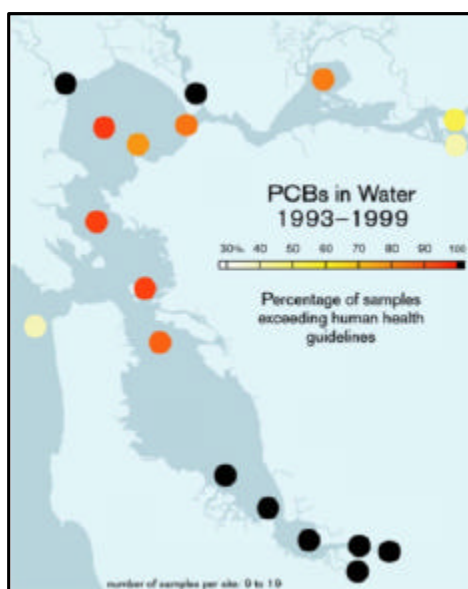 PCBs in Water
1993–1999
30% 40 50 60 70 80 90 100
Percentage of samples
exceeding human health
guidelines
number of samples per site: 9 to 19